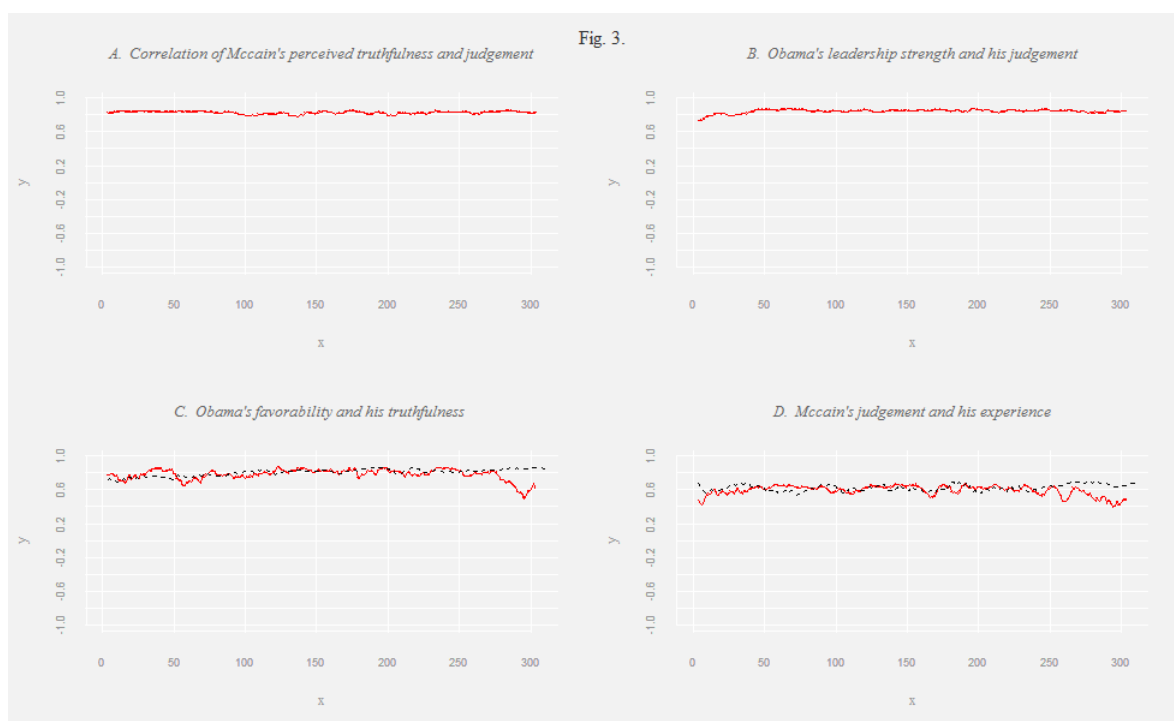 Fig. 3.
A. Correlation of Mccain's perceived truthfulness and judgement
1.0
0.6
0.2
-0.2
-0.6
-1.0
y
0 50 100 150 200 250 300
x
B. Obama's leadership strength and his judgement
1.0
0.6
0.2
-0.2
-0.6
-1.0
y
0 50 100 150 200 250 300
x
C. Obama's favorability and his truthfulness
1.0
0.6
0.2
-0.2
-0.6
-1.0
y
0 50 100 150 200 250 300
x
D. Mccain's judgement and his experience
1.0
0.6
0.2
-0.2
-0.6
-1.0
y
0 50 100 150 200 250 300
x